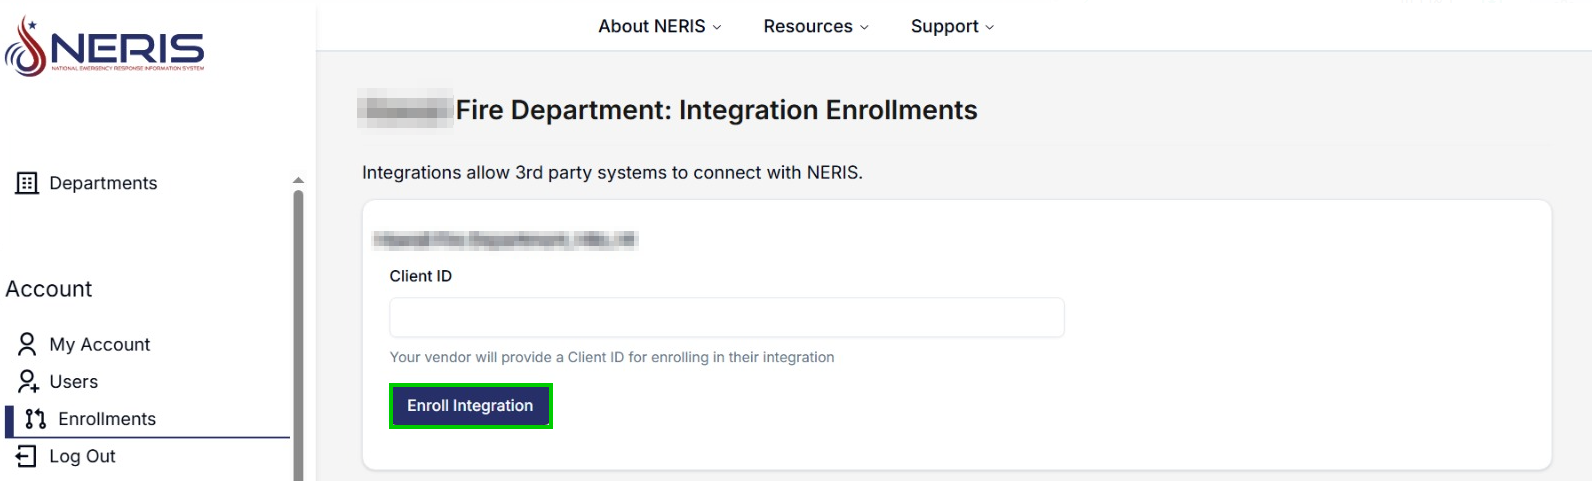 NERIS
NATIONAL EMERGENCY RESPONSE INFORMATION SYSTEM
About NERIS
Resources
Support
Fire Department: Integration Enrollments
Integrations allow 3rd party systems to connect with NERIS.
Departments
Account
My Account
Users
Enrollments
Log Out
Client ID
Your vendor will provide a Client ID for enrolling in their integration
Enroll Integration